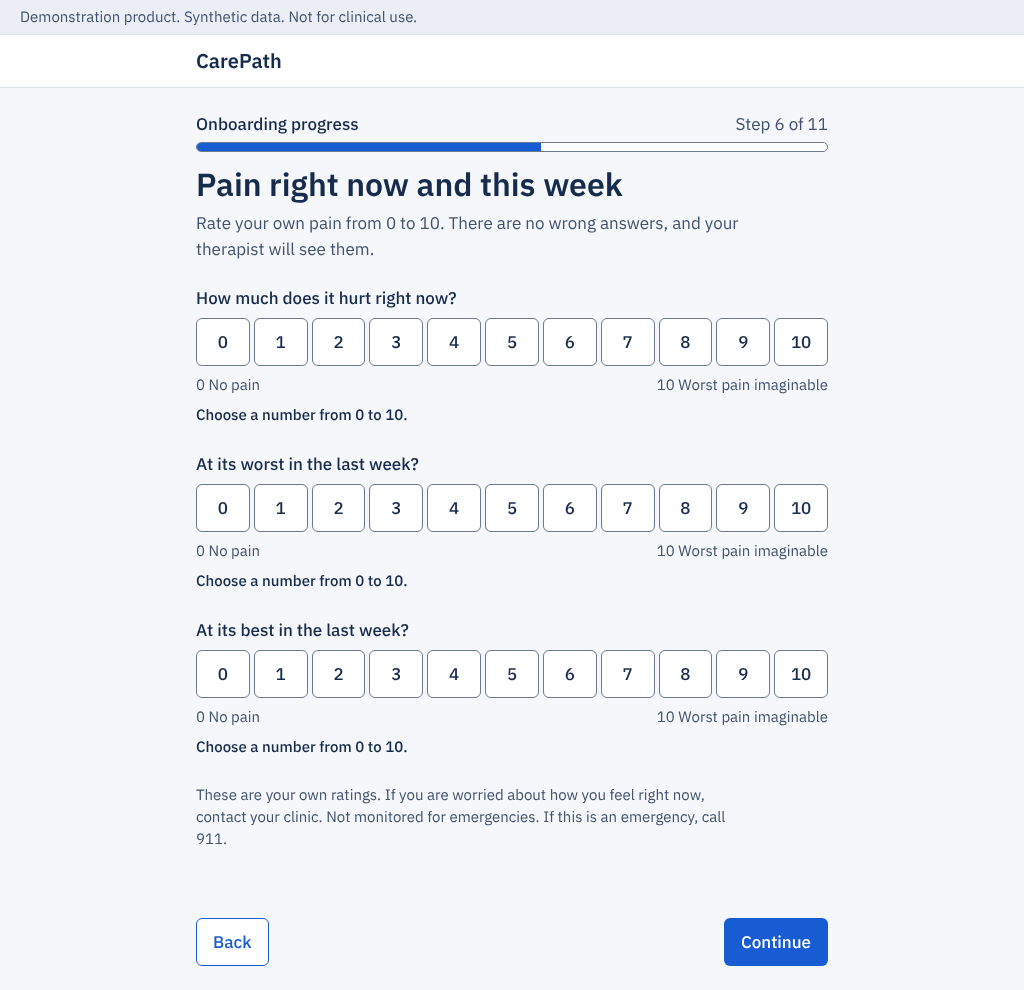 Demonstration product. Synthetic data. Not for clinical use.
CarePath
Onboarding progress Step 6 of 11
Pain right now and this week
Rate your own pain from 0 to 10. There are no wrong answers, and your
therapist will see them.
How much does it hurt right now?
0 1 2 3 4 5 6 7 8 9 10
0 No pain 10 Worst pain imaginable
Choose a number from 0 to 10.
At its worst in the last week?
0 1 2 3 4 5 6 7 8 9 10
0 No pain 10 Worst pain imaginable
Choose a number from 0 to 10.
At its best in the last week?
0 1 2 3 4 5 6 7 8 9 10
0 No pain 10 Worst pain imaginable
Choose a number from 0 to 10.
These are your own ratings. If you are worried about how you feel right now,
contact your clinic. Not monitored for emergencies. If this is an emergency, call
911.
Back Continue